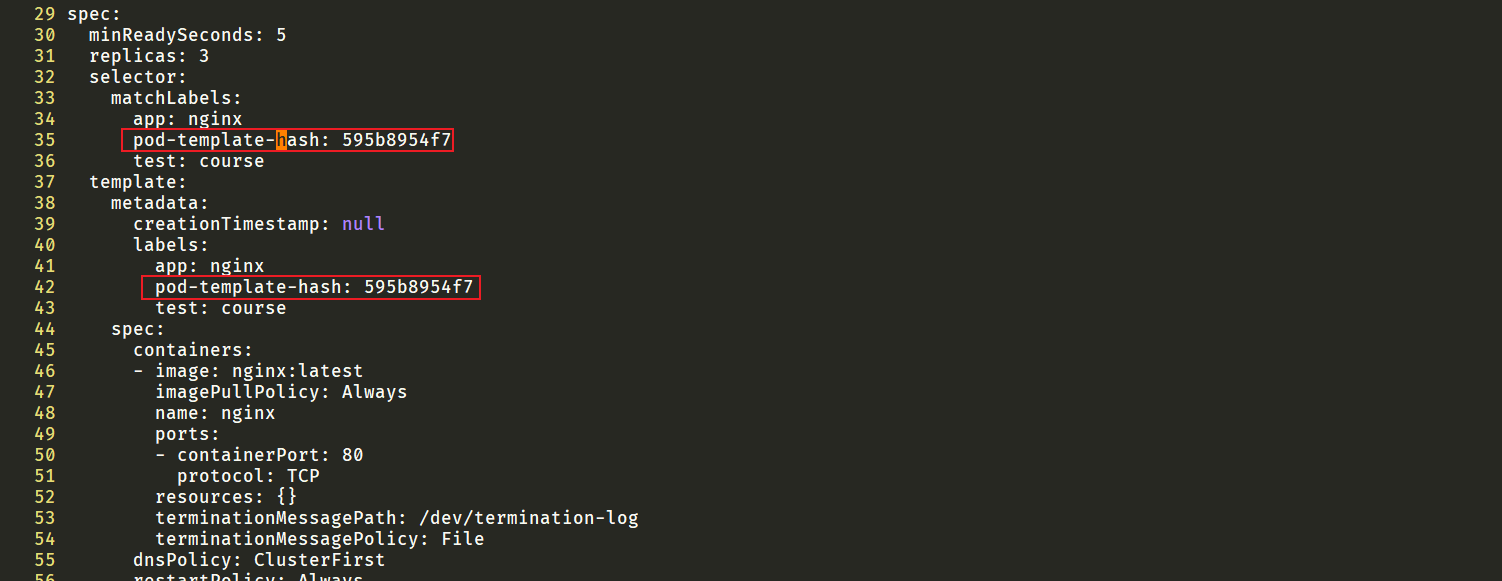 29 spec:
30   minReadySeconds: 5
31   replicas: 3
32   selector:
33     matchLabels:
34       app: nginx
35       pod-template-hash: 595b8954f7
36       test: course
37   template:
38     metadata:
39       creationTimestamp: null
40       labels:
41         app: nginx
42         pod-template-hash: 595b8954f7
43         test: course
44     spec:
45       containers:
46       - image: nginx:latest
47         imagePullPolicy: Always
48         name: nginx
49         ports:
50         - containerPort: 80
51           protocol: TCP
52         resources: {}
53         terminationMessagePath: /dev/termination-log
54         terminationMessagePolicy: File
55       dnsPolicy: ClusterFirst
56       restartPolicy: Always